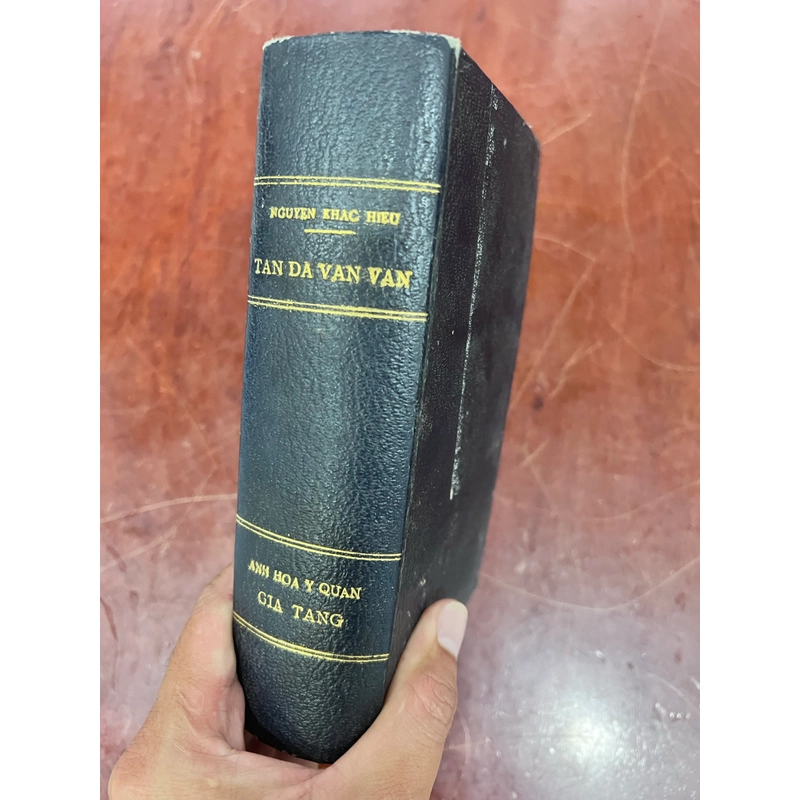 NGUYEN KHAC HIEU
TAN DA VAN VAN
ANH HOA Y QUAN
GIA TANG